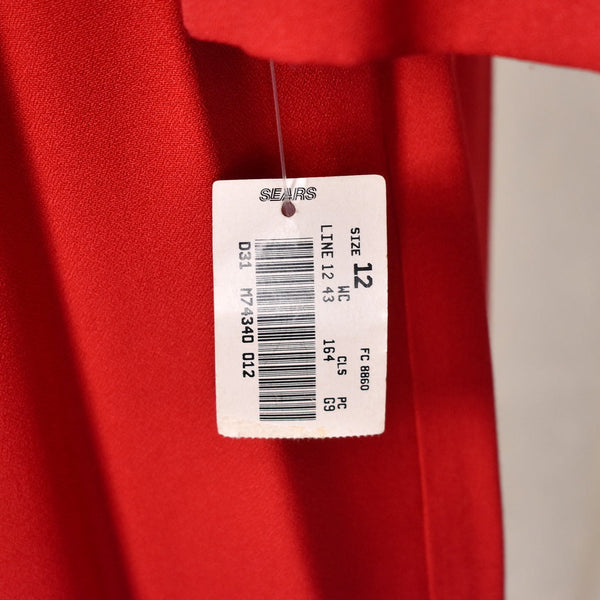 SEARS
SIZE 12 FC 8860
WC CLS PC
LINE 12 43 164 G9
D31 M74340 012